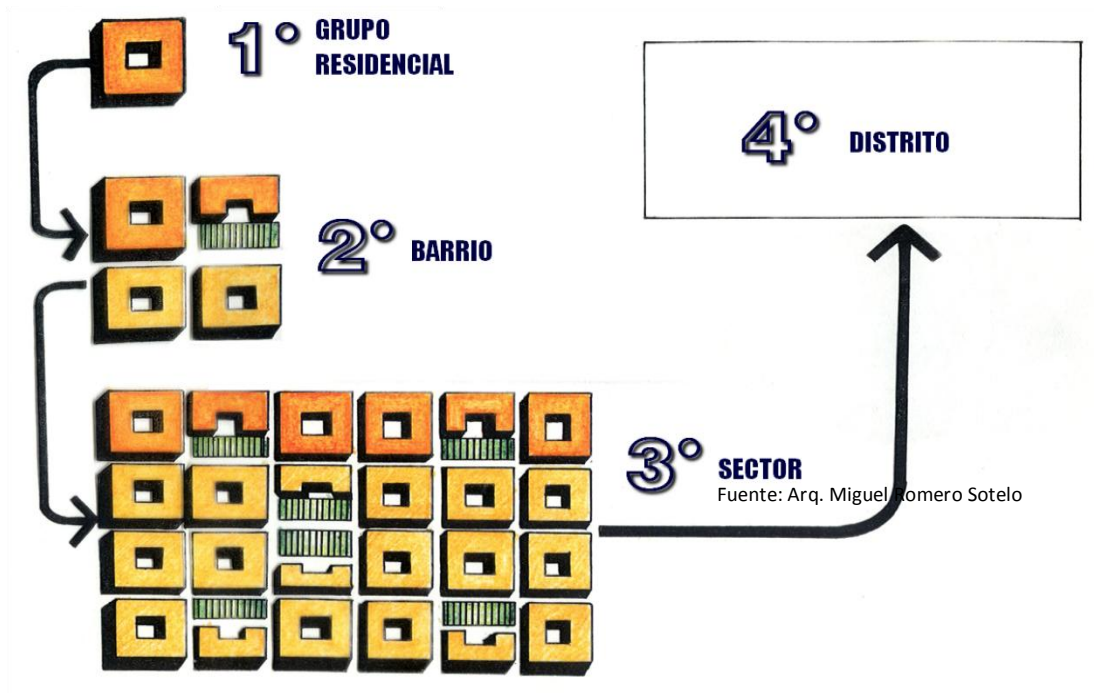 1° GRUPO
RESIDENCIAL
4° DISTRITO
2° BARRIO
3° SECTOR
Fuente: Arq. Miguel Romero Sotelo